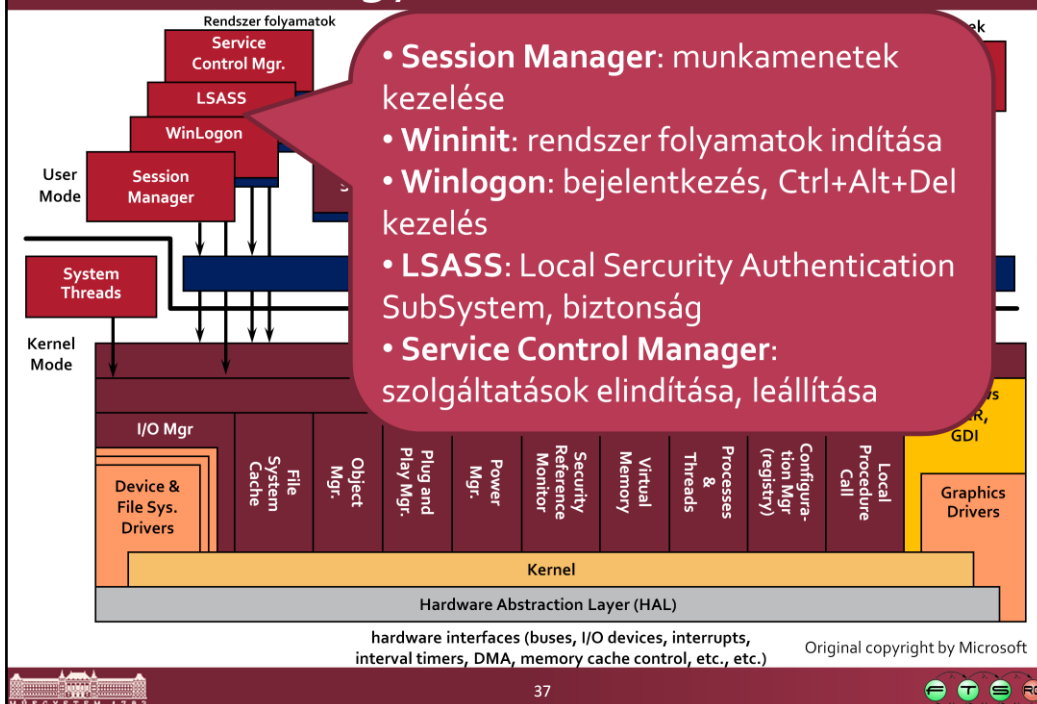 Rendszer folyamatok
Service
Control Mgr.
LSASS
WinLogon
User
Mode
Session
Manager
• Session Manager: munkamenetek
kezelése
• Wininit: rendszer folyamatok indítása
• Winlogon: bejelentkezés, Ctrl+Alt+Del
kezelés
• LSASS: Local Sercurity Authentication
SubSystem, biztonság
• Service Control Manager:
szolgáltatások elindítása, leállítása
System
Threads
Kernel
Mode
I/O Mgr
Device &
File Sys.
Drivers
File
System
Cache
Object
Mgr.
Plug and
Play Mgr.
Power
Mgr.
Security
Reference
Monitor
Virtual
Memory
Processes
&
Threads
Configura-
tion Mgr
(registry)
Local
Procedure
Call
GDI
Graphics
Drivers
Kernel
Hardware Abstraction Layer (HAL)
hardware interfaces (buses, I/O devices, interrupts,
interval timers, DMA, memory cache control, etc., etc.)
Original copyright by Microsoft
MŰEGYETEM 1782
37
F T S RG